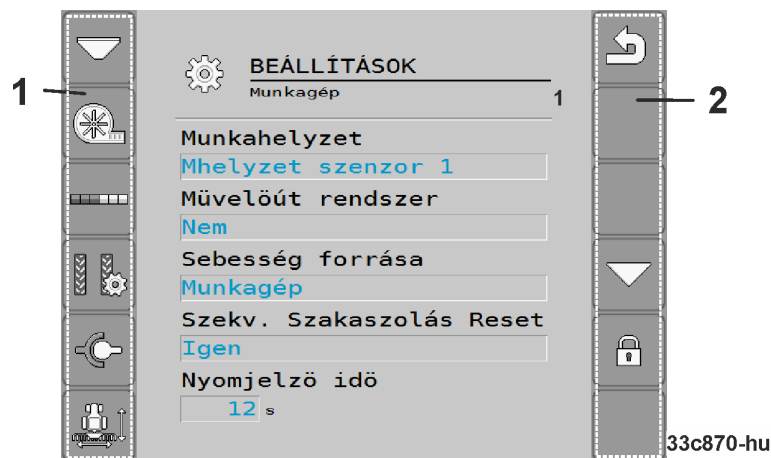 BEÁLLÍTÁSOK
Munkagép
1
1
2
Munkahelyzet
Mhelyzet szenzor 1
Müvelöút rendszer
Nem
Sebesség forrása
Munkagép
Szekv. Szakaszolás Reset
Igen
Nyomjelzö idö
12 s
33c870-hu